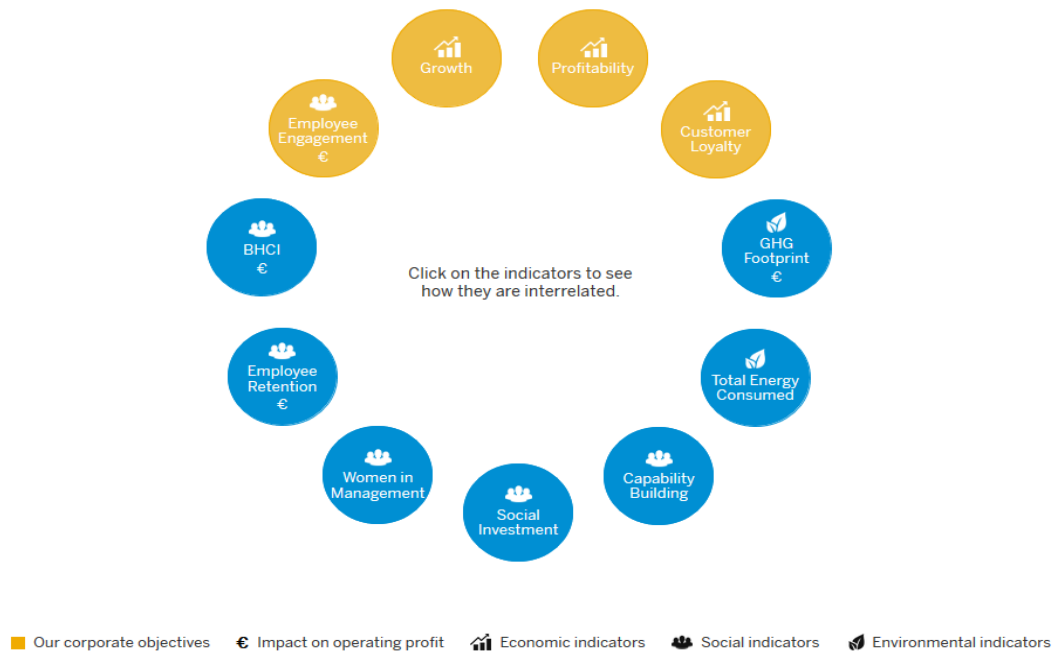 Growth
Profitability
Employee
Engagement
€
Customer
Loyalty
BHCI
€
GHG
Footprint
€
Click on the indicators to see
how they are interrelated.
Employee
Retention
€
Total Energy
Consumed
Women in
Management
Capability
Building
Social
Investment
Our corporate objectives
€ Impact on operating profit
Economic indicators
Social indicators
Environmental indicators